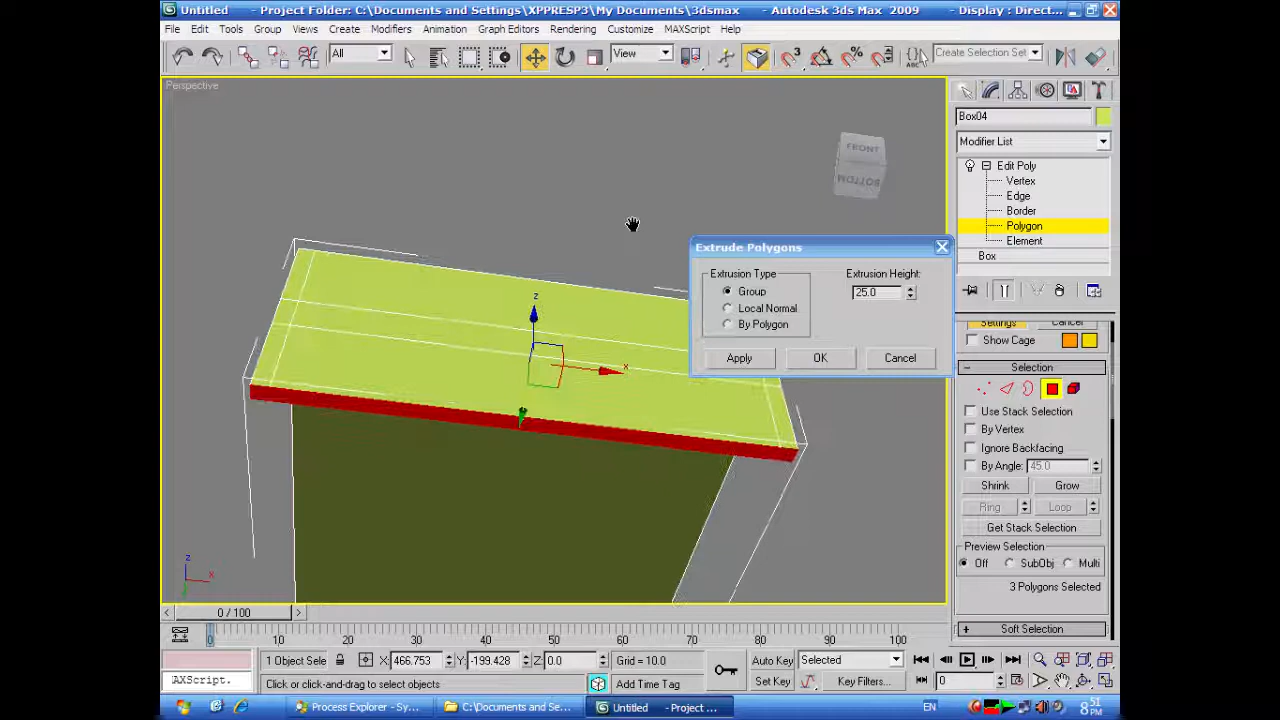 Untitled - Project Folder: C:\Documents and Settings\XPPRESP3\My Documents\3dsmax - Autodesk 3ds Max 2009 - Display : Direct...
File Edit Tools Group Views Create Modifiers Animation Graph Editors Rendering Customize MAXScript Help
All View Create Selection Set
Perspective
FRONT
BOTTOM
Box04
Modifier List
Edit Poly
Vertex
Edge
Border
Polygon
Element
Box
Extrude Polygons
Extrusion Type
Group
Local Normal
By Polygon
Extrusion Height:
25.0
Apply OK Cancel
z
x
Settings Cancel
Show Cage
Selection
Use Stack Selection
By Vertex
Ignore Backfacing
By Angle: 45.0
Shrink Grow
Ring Loop
Get Stack Selection
Preview Selection
Off SubObj Multi
3 Polygons Selected
Soft Selection
z
x
0 / 100
0 10 20 30 40 50 60 70 80 90 100
1 Object Sele X: 466.753 Y: -199.428 Z: 0.0 Grid = 10.0 Auto Key Selected
AXScript. Click or click-and-drag to select objects Add Time Tag Set Key Key Filters... 0
Process Explorer - Sy... C:\Documents and Se... Untitled - Project ... EN 8:51 PM